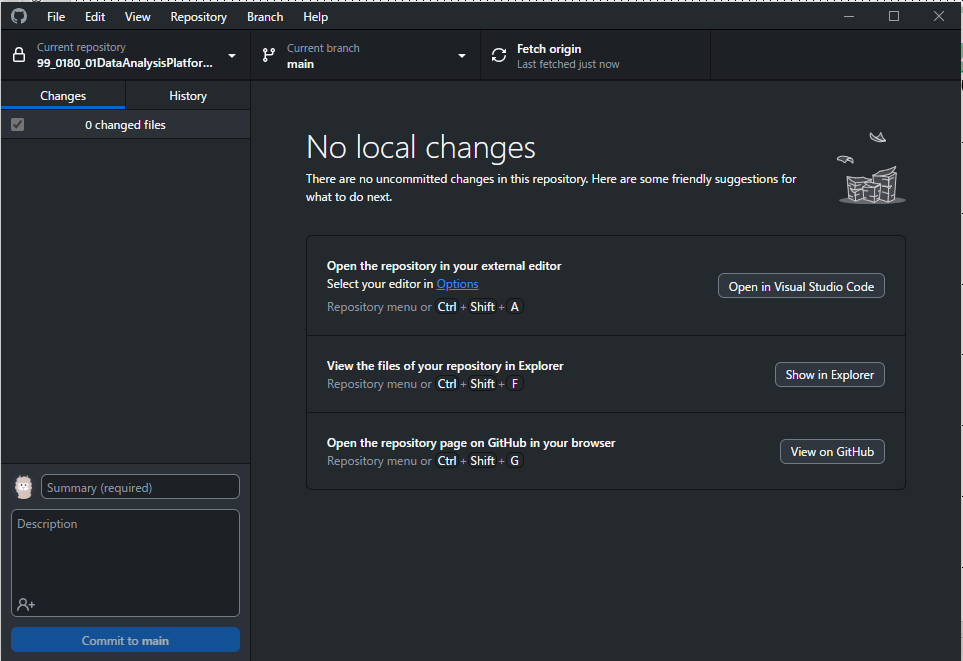 File Edit View Repository Branch Help
Current repository
99_0180_01DataAnalysisPlatfor...
Current branch
main
Fetch origin
Last fetched just now
Changes
History
0 changed files
No local changes
There are no uncommitted changes in this repository. Here are some friendly suggestions for
what to do next.
Open the repository in your external editor
Select your editor in Options
Repository menu or Ctrl + Shift + A
Open in Visual Studio Code
View the files of your repository in Explorer
Repository menu or Ctrl + Shift + F
Show in Explorer
Open the repository page on GitHub in your browser
Repository menu or Ctrl + Shift + G
View on GitHub
Summary (required)
Description
Commit to main